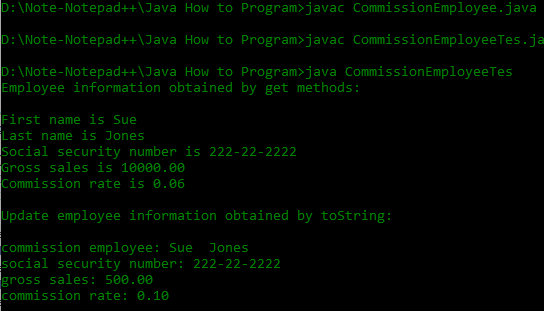 D:\Note-Notepad++\Java How to Program>javac CommissionEmployee.java
D:\Note-Notepad++\Java How to Program>javac CommissionEmployeeTes.ja
D:\Note-Notepad++\Java How to Program>java CommissionEmployeeTes
Employee information obtained by get methods:
First name is Sue
Last name is Jones
Social security number is 222-22-2222
Gross sales is 10000.00
Commission rate is 0.06
Update employee information obtained by toString:
commission employee: Sue  Jones
social security number: 222-22-2222
gross sales: 500.00
commission rate: 0.10